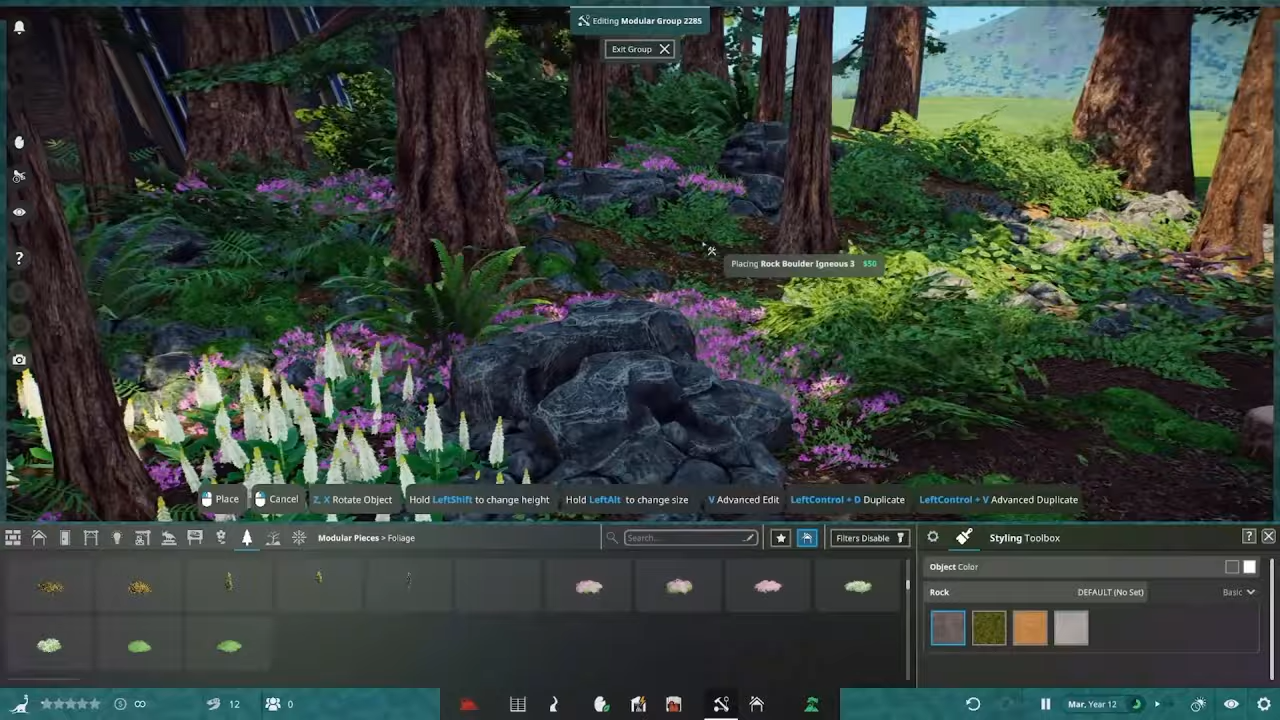 Editing Modular Group 2285
Exit Group
Placing Rock Boulder Igneous 3 $50
Place
Cancel
Z, X Rotate Object
Hold LeftShift to change height
Hold LeftAlt to change size
V Advanced Edit
LeftControl + D Duplicate
LeftControl + V Advanced Duplicate
Modular Pieces > Foliage
Search...
Filters Disable
Styling Toolbox
?
Object Color
Rock DEFAULT (No Set) Basic
12
0
Mar. Year 12